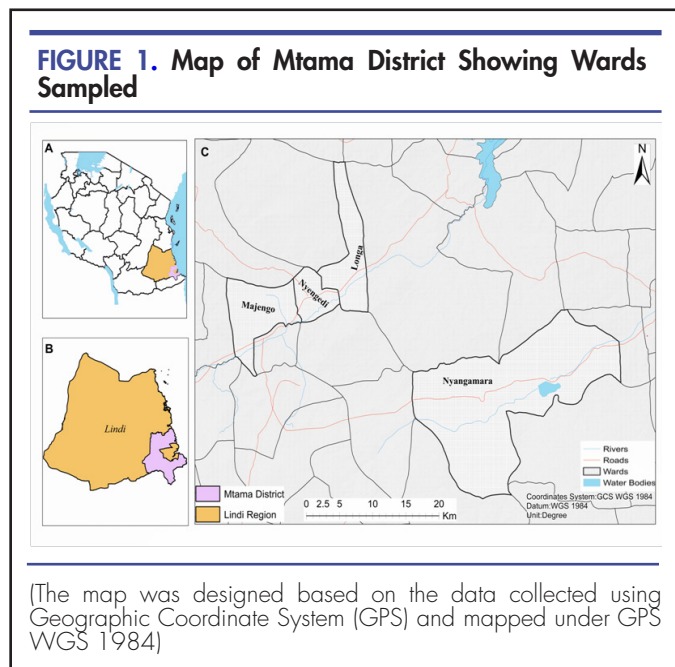 FIGURE 1. Map of Mtama District Showing Wards
Sampled
A
B
Lindi
Mtama District
Lindi Region
C
N
Longa
Nyengedi
Majengo
Nyangamara
Rivers
Roads
Wards
Water Bodies
Coordinates System:GCS WGS 1984
Datum:WGS 1984
Unit:Degree
0 2.5 5 10 15 20
Km
(The map was designed based on the data collected using
Geographic Coordinate System (GPS) and mapped under GPS
WGS 1984)